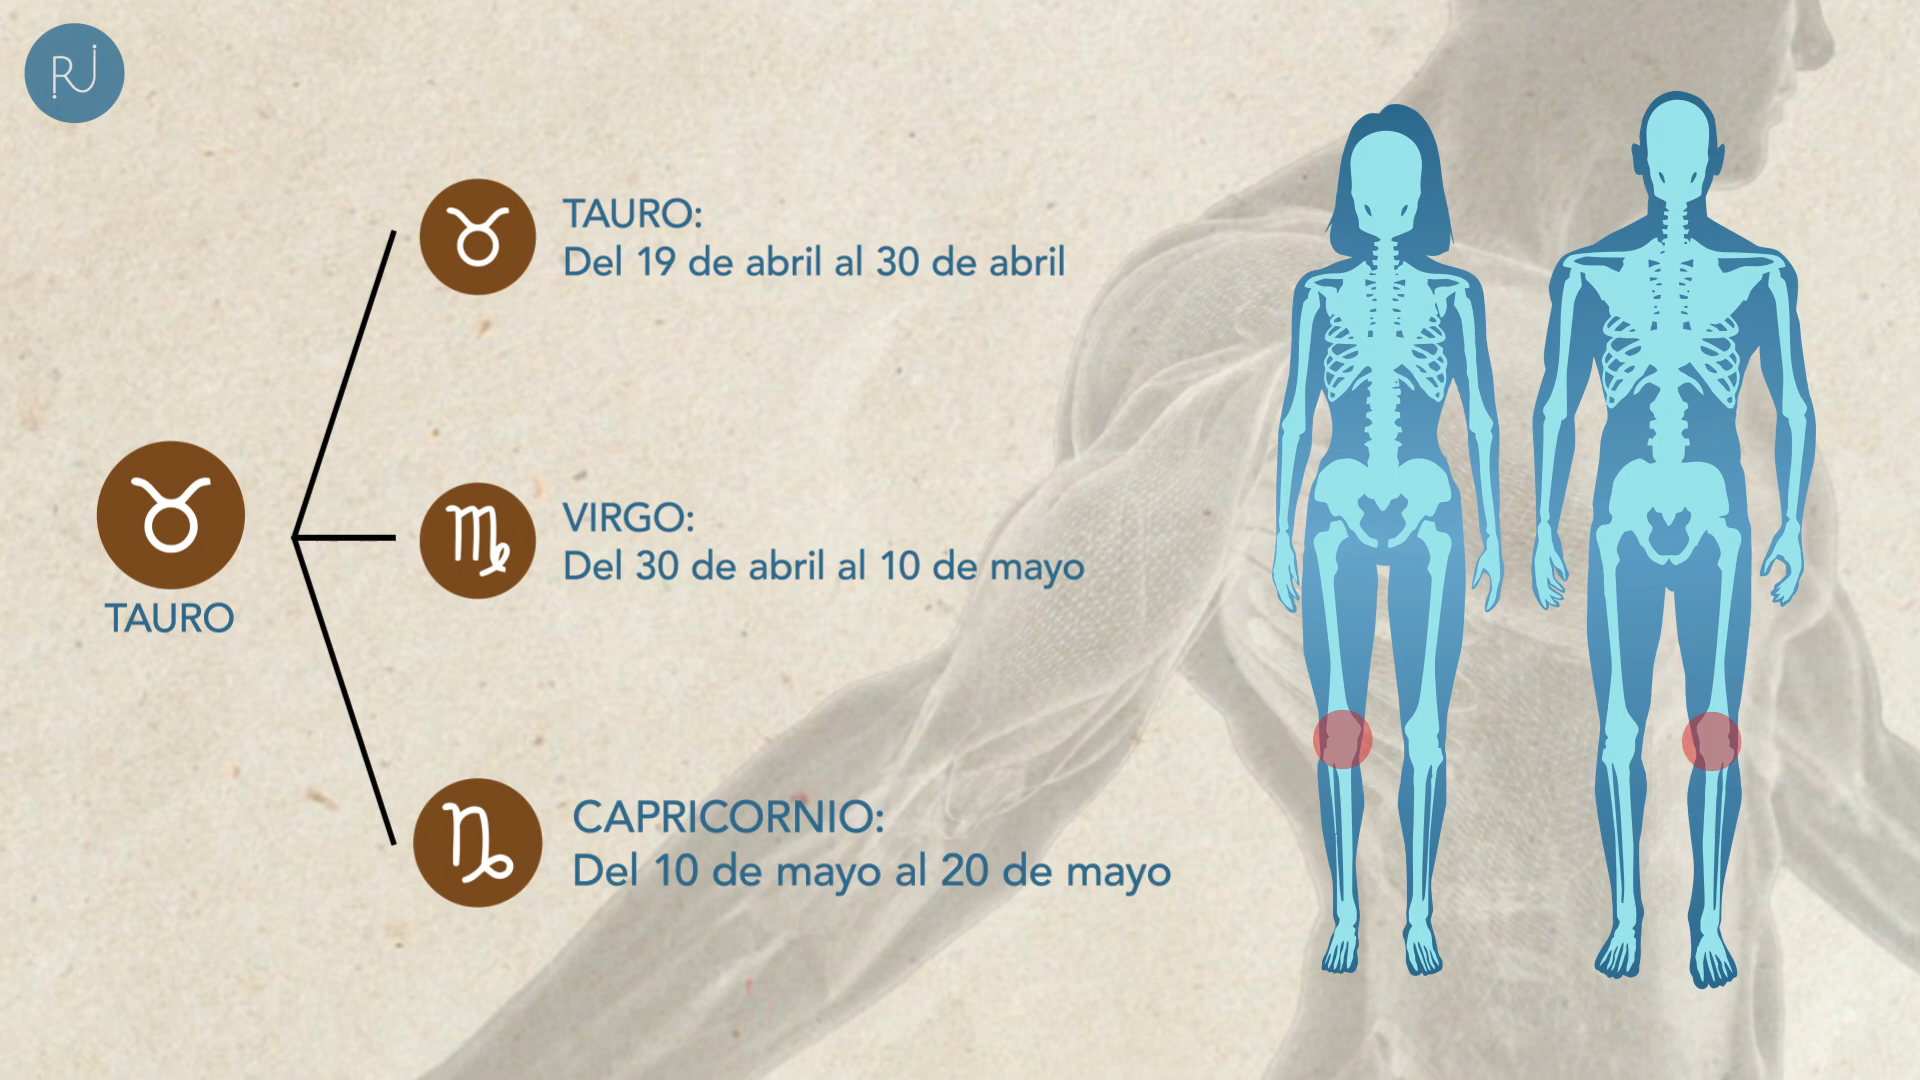 RJ
TAURO:
Del 19 de abril al 30 de abril
TAURO
VIRGO:
Del 30 de abril al 10 de mayo
CAPRICORNIO:
Del 10 de mayo al 20 de mayo